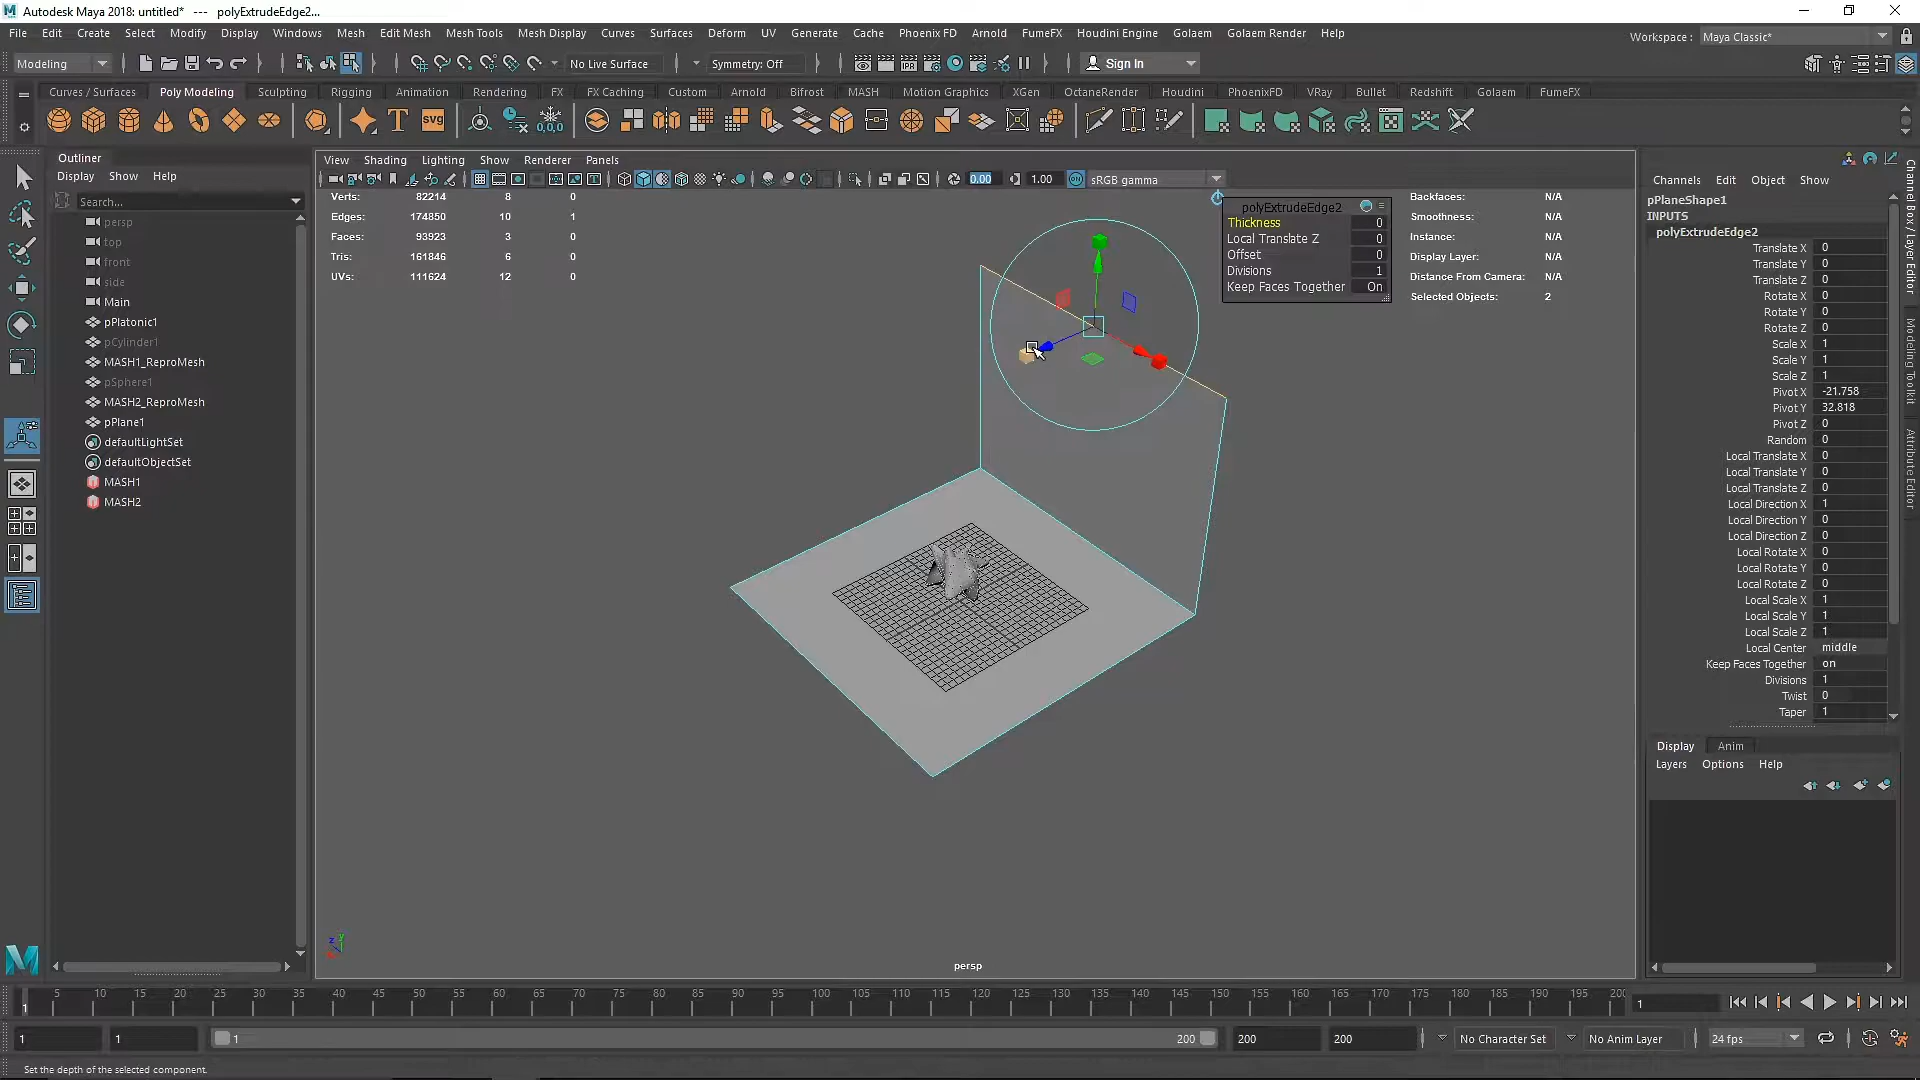 Autodesk Maya 2018: untitled*   ---   polyExtrudeEdge2...
File Edit Create Select Modify Display Windows Mesh Edit Mesh Mesh Tools Mesh Display Curves Surfaces Deform UV Generate Cache Phoenix FD Arnold FumeFX Houdini Engine Golaem Golaem Render Help
Workspace : Maya Classic*
Modeling No Live Surface Symmetry: Off Sign In
Curves / Surfaces Poly Modeling Sculpting Rigging Animation Rendering FX FX Caching Custom Arnold Bifrost MASH Motion Graphics XGen OctaneRender Houdini PhoenixFD VRay Bullet Redshift Golaem FumeFX
Outliner
Display Show Help
Search...
persp
top
front
side
Main
pPlatonic1
pCylinder1
MASH1_ReproMesh
pSphere1
MASH2_ReproMesh
pPlane1
defaultLightSet
defaultObjectSet
MASH1
MASH2
View Shading Lighting Show Renderer Panels
0.00 1.00 sRGB gamma
Verts: 82214 8 0
Edges: 174850 10 1
Faces: 93923 3 0
Tris: 161846 6 0
UVs: 111624 12 0
polyExtrudeEdge2
Thickness 0
Local Translate Z 0
Offset 0
Divisions 1
Keep Faces Together On
Backfaces: N/A
Smoothness: N/A
Instance: N/A
Display Layer: N/A
Distance From Camera: N/A
Selected Objects: 2
persp
Channels Edit Object Show
pPlaneShape1
INPUTS
polyExtrudeEdge2
Translate X 0
Translate Y 0
Translate Z 0
Rotate X 0
Rotate Y 0
Rotate Z 0
Scale X 1
Scale Y 1
Scale Z 1
Pivot X -21.758
Pivot Y 32.818
Pivot Z 0
Random 0
Local Translate X 0
Local Translate Y 0
Local Translate Z 0
Local Direction X 1
Local Direction Y 0
Local Direction Z 0
Local Rotate X 0
Local Rotate Y 0
Local Rotate Z 0
Local Scale X 1
Local Scale Y 1
Local Scale Z 1
Local Center middle
Keep Faces Together on
Divisions 1
Twist 0
Taper 1
Channel Box / Layer Editor
Modeling Toolkit
Attribute Editor
Display Anim
Layers Options Help
5 10 15 20 25 30 35 40 45 50 55 60 65 70 75 80 85 90 95 100 105 110 115 120 125 130 135 140 145 150 155 160 165 170 175 180 185 190 195 200
1 1
1 1 1 200 200 200 No Character Set No Anim Layer 24 fps
Set the depth of the selected component.